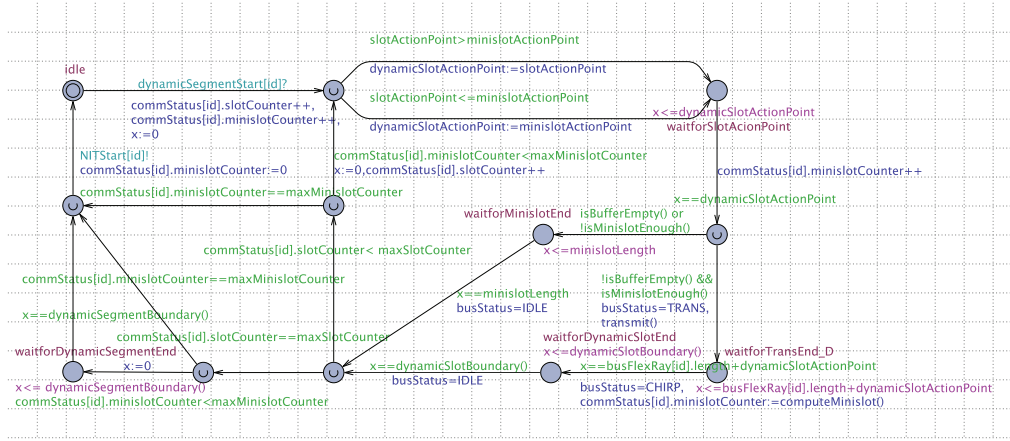 slotActionPoint>minislotActionPoint
idle
dynamicSegmentStart[id]?
dynamicSlotActionPoint:=slotActionPoint
commStatus[id].slotCounter++,
commStatus[id].minislotCounter++,
x:=0
slotActionPoint<=minislotActionPoint
dynamicSlotActionPoint:=minislotActionPoint
x<=dynamicSlotActionPoint
waitforSlotAcionPoint
NITStart[id]!
commStatus[id].minislotCounter:=0
commStatus[id].minislotCounter<maxMinislotCounter
x:=0,commStatus[id].slotCounter++
commStatus[id].minislotCounter++
commStatus[id].minislotCounter==maxMinislotCounter
x==dynamicSlotActionPoint
waitforMinislotEnd
isBufferEmpty() or
!isMinislotEnough()
commStatus[id].slotCounter< maxSlotCounter
x<=minislotLength
commStatus[id].minislotCounter==maxMinislotCounter
x==minislotLength
busStatus=IDLE
!isBufferEmpty() &&
isMinislotEnough()
busStatus=TRANS,
transmit()
x==dynamicSegmentBoundary()
commStatus[id].slotCounter==maxSlotCounter
waitforDynamicSlotEnd
x<=dynamicSlotBoundary()
waitforTransEnd_D
waitforDynamicSegmentEnd
x:=0
x==dynamicSlotBoundary()
busStatus=IDLE
x==busFlexRay[id].length+dynamicSlotActionPoint
x<= dynamicSegmentBoundary()
commStatus[id].minislotCounter<maxMinislotCounter
busStatus=CHIRP,
commStatus[id].minislotCounter:=computeMinislot()
x<=busFlexRay[id].length+dynamicSlotActionPoint